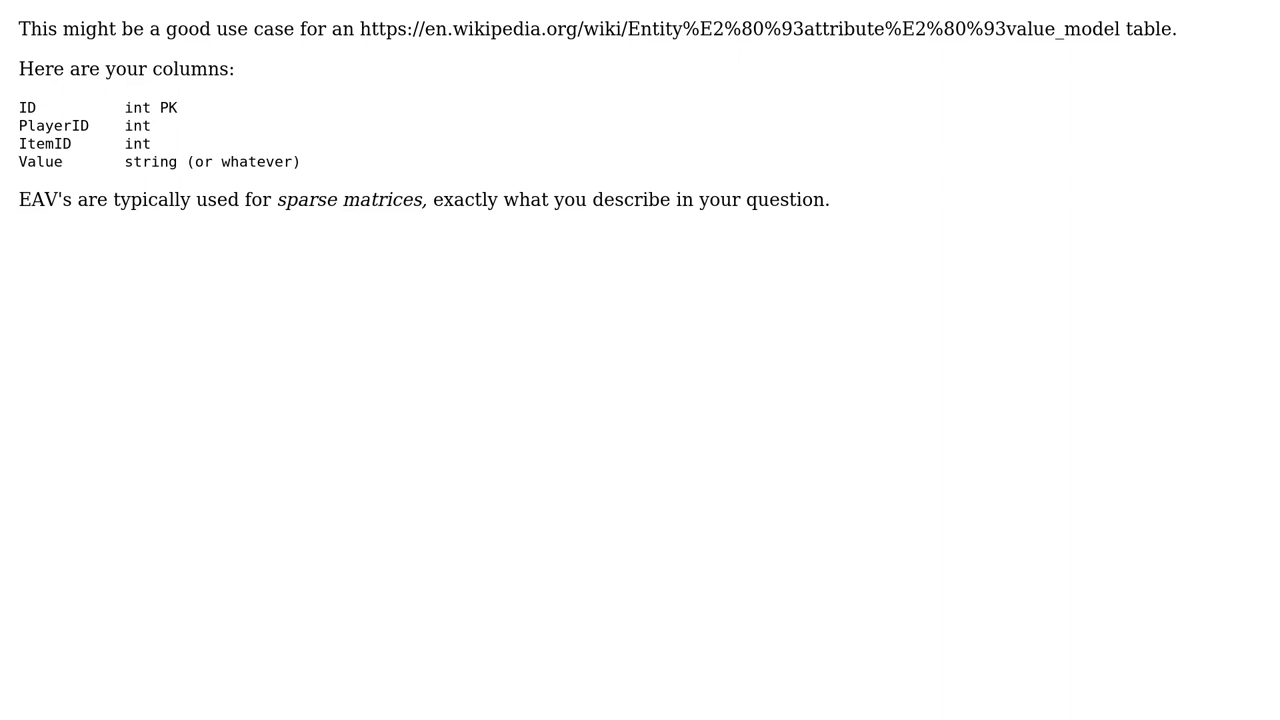 This might be a good use case for an https://en.wikipedia.org/wiki/Entity%E2%80%93attribute%E2%80%93value_model table.
Here are your columns:
ID          int PK
PlayerID    int
ItemID      int
Value       string (or whatever)
EAV's are typically used for sparse matrices, exactly what you describe in your question.